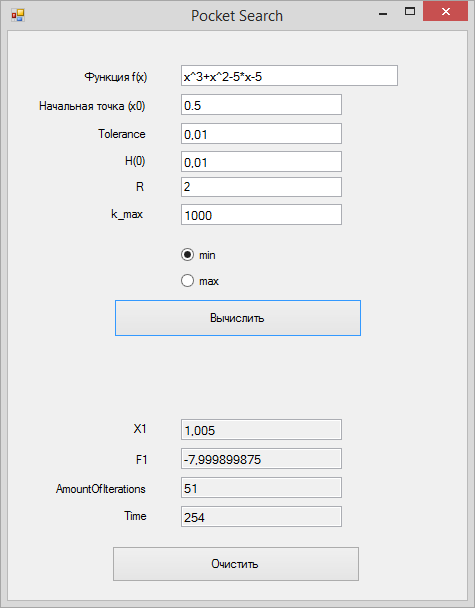 Pocket Search
Функция f(x) x^3+x^2-5*x-5
Начальная точка (x0) 0.5
Tolerance 0,01
H(0) 0,01
R 2
k_max 1000
min
max
Вычислить
X1 1,005
F1 -7,999899875
AmountOfIterations 51
Time 254
Очистить